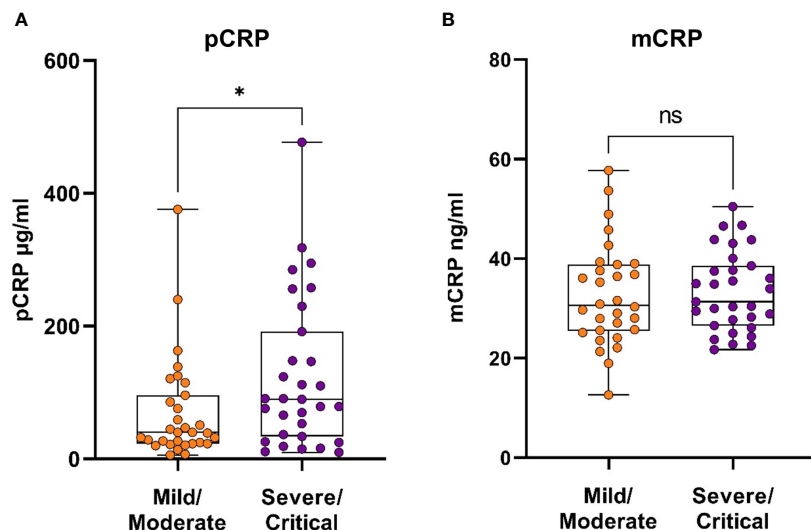 A
pCRP
600
400
200
0
pCRP µg/ml
*
Mild/
Moderate
Severe/
Critical
B
mCRP
80
60
40
20
0
mCRP ng/ml
ns
Mild/
Moderate
Severe/
Critical